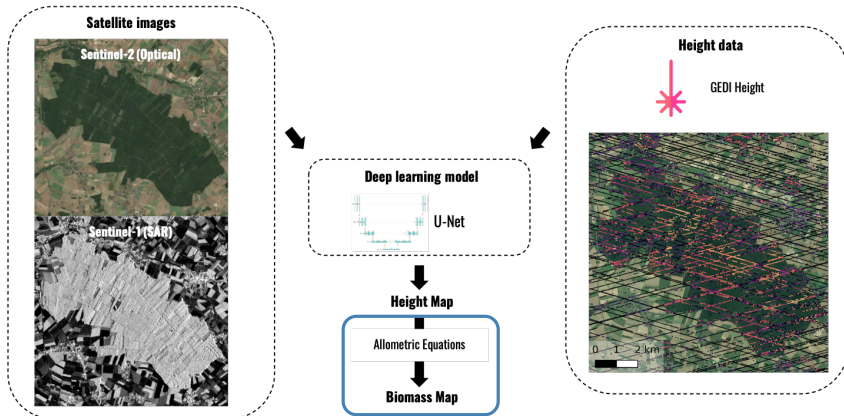 Satellite images
Sentinel-2 (Optical)
Sentinel-1 (SAR)
Deep learning model
U-Net
Height Map
Allometric Equations
Biomass Map
Height data
GEDI Height
0 1 2 km